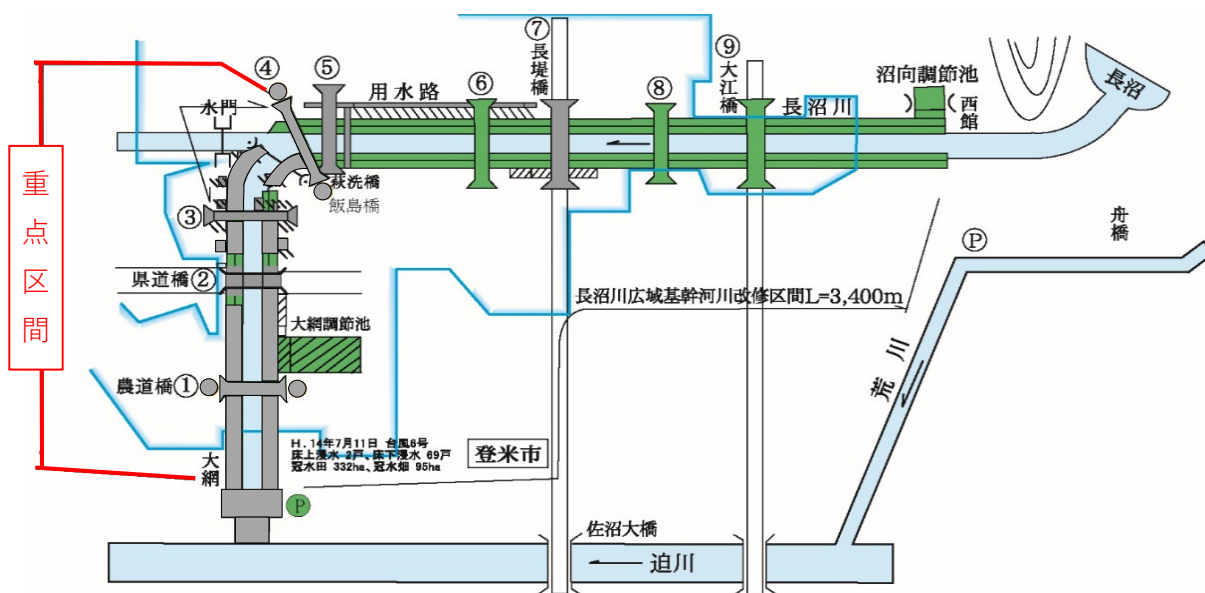 重点区間
④
⑤
⑥
⑦
長堤橋
⑧
⑨
大江橋
用水路
長沼川
沼向調節池
西館
長沼
水門
萩洗橋
飯島橋
③
県道橋②
大網調節池
農道橋①
大網
H.14年7月11日 台風6号
床上浸水 2戸、床下浸水 69戸
冠水田 332ha、冠水畑 95ha
登米市
P
長沼川広域基幹河川改修区間L=3,400m
P
舟橋
荒川
佐沼大橋
迫川